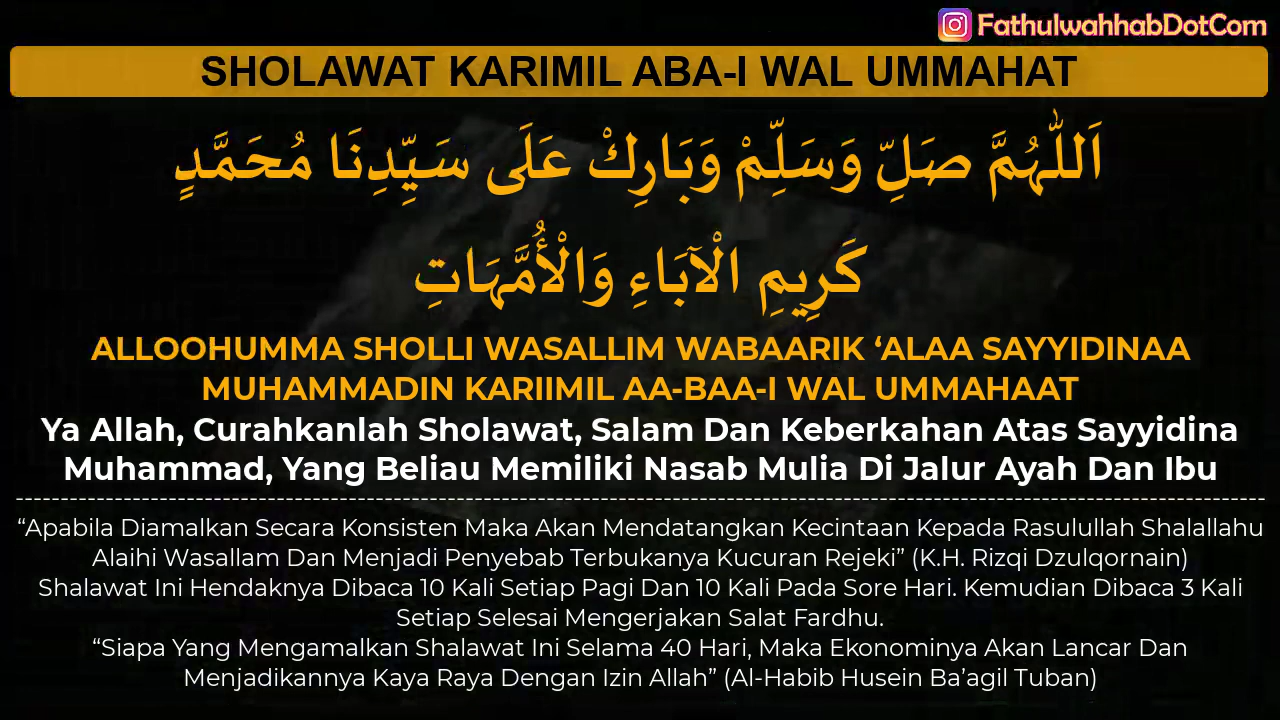 FathulwahhabDotCom
SHOLAWAT KARIMIL ABA-I WAL UMMAHAT
اَللّٰهُمَّ صَلِّ وَسَلِّمْ وَبَارِكْ عَلَى سَيِّدِنَا مُحَمَّدٍ
كَرِيمِ الْآبَاءِ وَالْأُمَّهَاتِ
ALLOOHUMMA SHOLLI WASALLIM WABAARIK ‘ALAA SAYYIDINAA
MUHAMMADIN KARIIMIL AA-BAA-I WAL UMMAHAAT
Ya Allah, Curahkanlah Sholawat, Salam Dan Keberkahan Atas Sayyidina
Muhammad, Yang Beliau Memiliki Nasab Mulia Di Jalur Ayah Dan Ibu
“Apabila Diamalkan Secara Konsisten Maka Akan Mendatangkan Kecintaan Kepada Rasulullah Shalallahu
Alaihi Wasallam Dan Menjadi Penyebab Terbukanya Kucuran Rejeki” (K.H. Rizqi Dzulqornain)
Shalawat Ini Hendaknya Dibaca 10 Kali Setiap Pagi Dan 10 Kali Pada Sore Hari. Kemudian Dibaca 3 Kali
Setiap Selesai Mengerjakan Salat Fardhu.
“Siapa Yang Mengamalkan Shalawat Ini Selama 40 Hari, Maka Ekonominya Akan Lancar Dan
Menjadikannya Kaya Raya Dengan Izin Allah” (Al-Habib Husein Ba’agil Tuban)